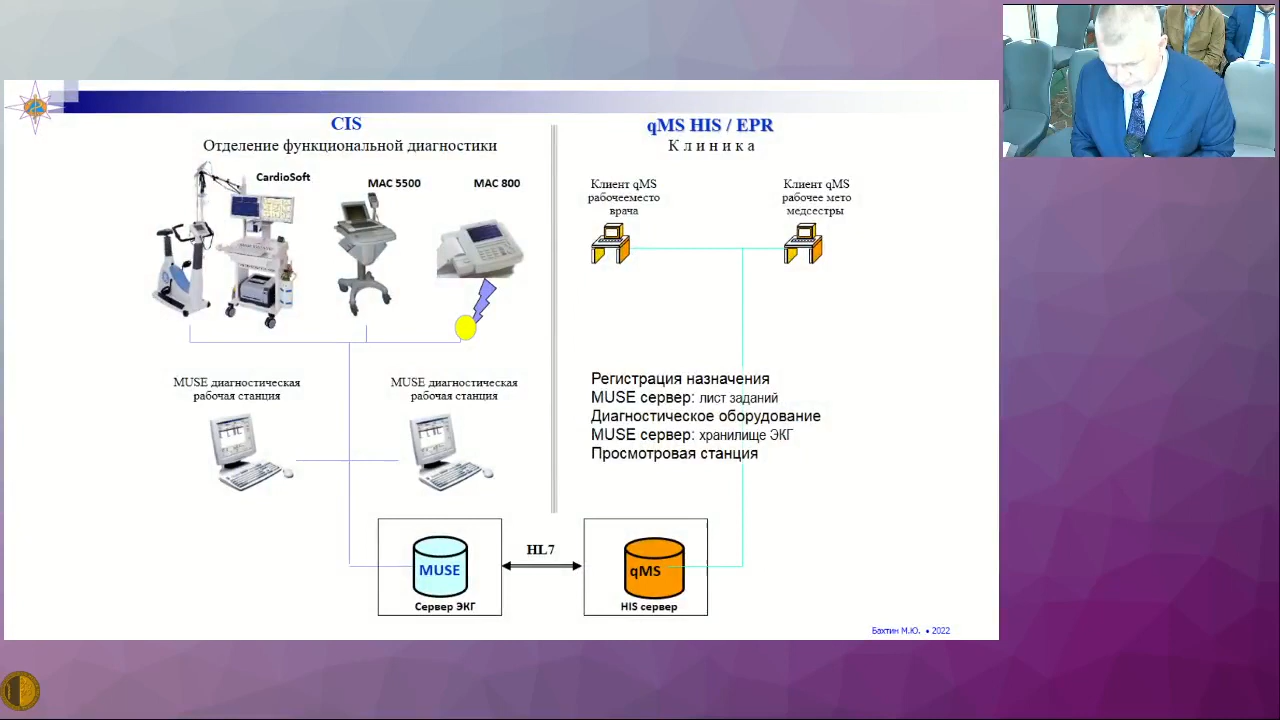 CIS
Отделение функциональной диагностики
CardioSoft
MAC 5500
MAC 800
MUSE диагностическая
рабочая станция
MUSE диагностическая
рабочая станция
qMS HIS / EPR
Клиника
Клиент qMS
рабочееместо
врача
Клиент qMS
рабочее мето
медсестры
Регистрация назначения
MUSE сервер: лист заданий
Диагностическое оборудование
MUSE сервер: хранилище ЭКГ
Просмотровая станция
MUSE
Сервер ЭКГ
HL7
qMS
HIS сервер
Бахтин М.Ю. • 2022